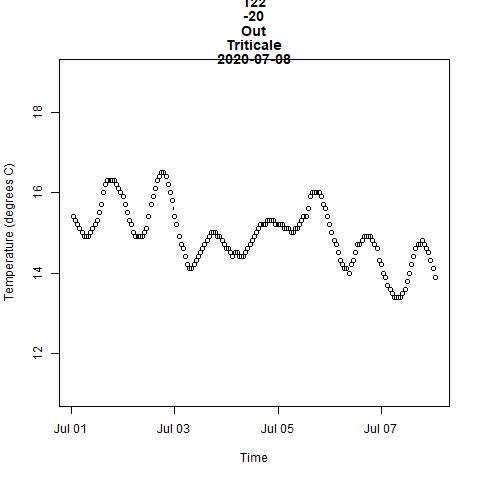 122
-20
Out
Triticale
2020-07-08
18
16
14
12
Temperature (degrees C)
Jul 01 Jul 03 Jul 05 Jul 07
Time